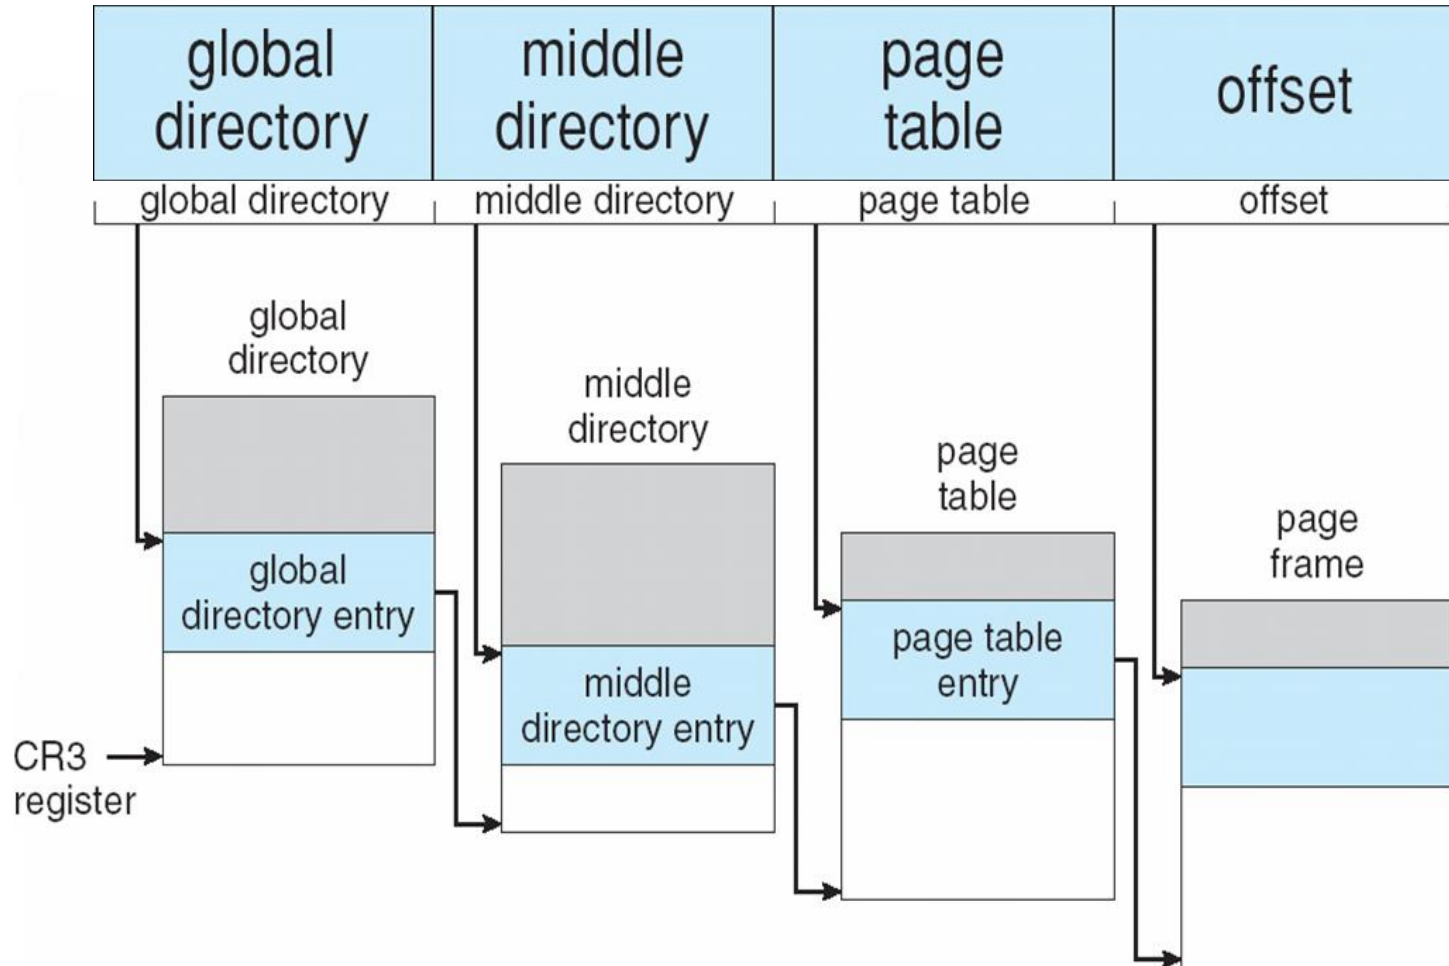 global
directory
middle
directory
page
table
offset
global directory
middle directory
page table
offset
global
directory
middle
directory
page
table
page
frame
global
directory entry
page table
entry
middle
directory entry
CR3
register